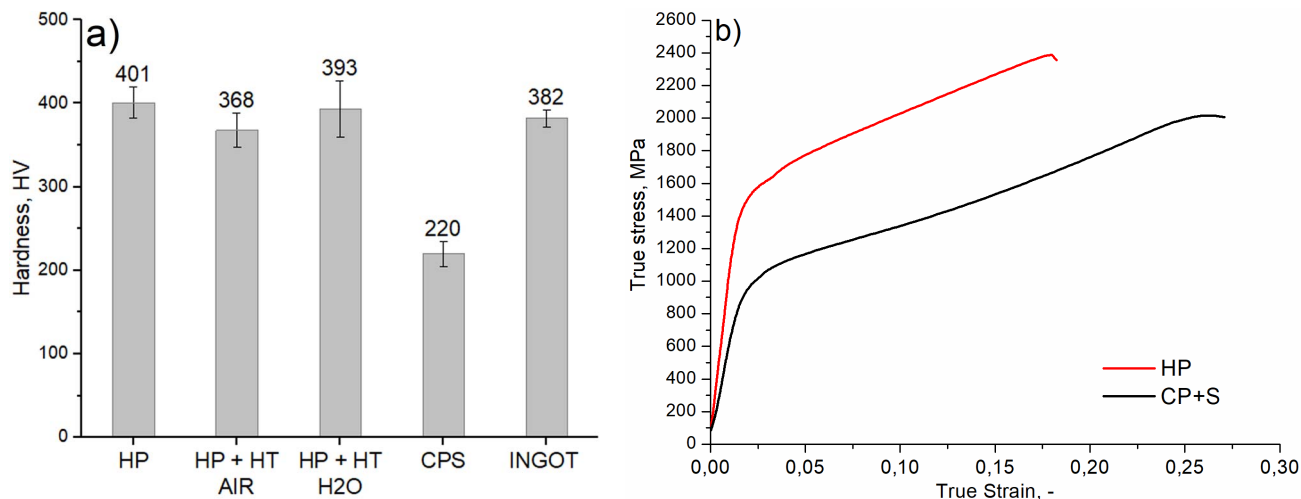 a)
500
400
300
200
100
0
Hardness, HV
401
368
393
220
382
HP
HP + HT
AIR
HP + HT
H2O
CPS
INGOT
b)
2600
2400
2200
2000
1800
1600
1400
1200
1000
800
600
400
200
0
True stress, MPa
HP
CP+S
0,00
0,05
0,10
0,15
0,20
0,25
0,30
True Strain, -